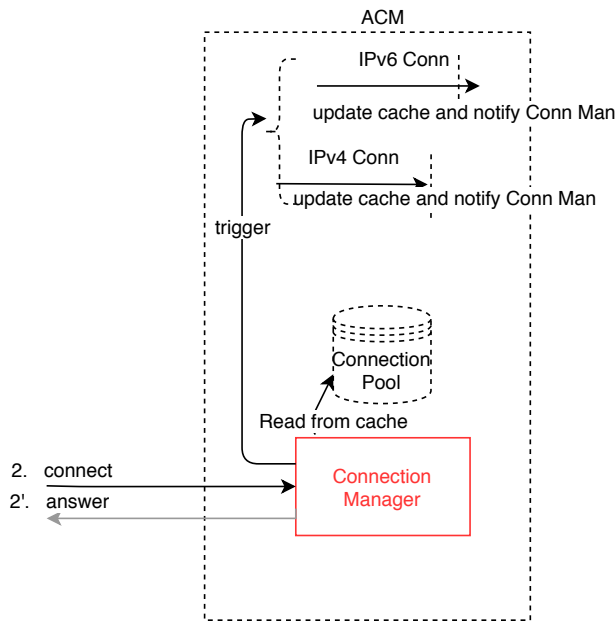 ACM
IPv6 Conn
update cache and notify Conn Man
IPv4 Conn
update cache and notify Conn Man
trigger
Connection
Pool
Read from cache
2. connect
2'. answer
Connection
Manager